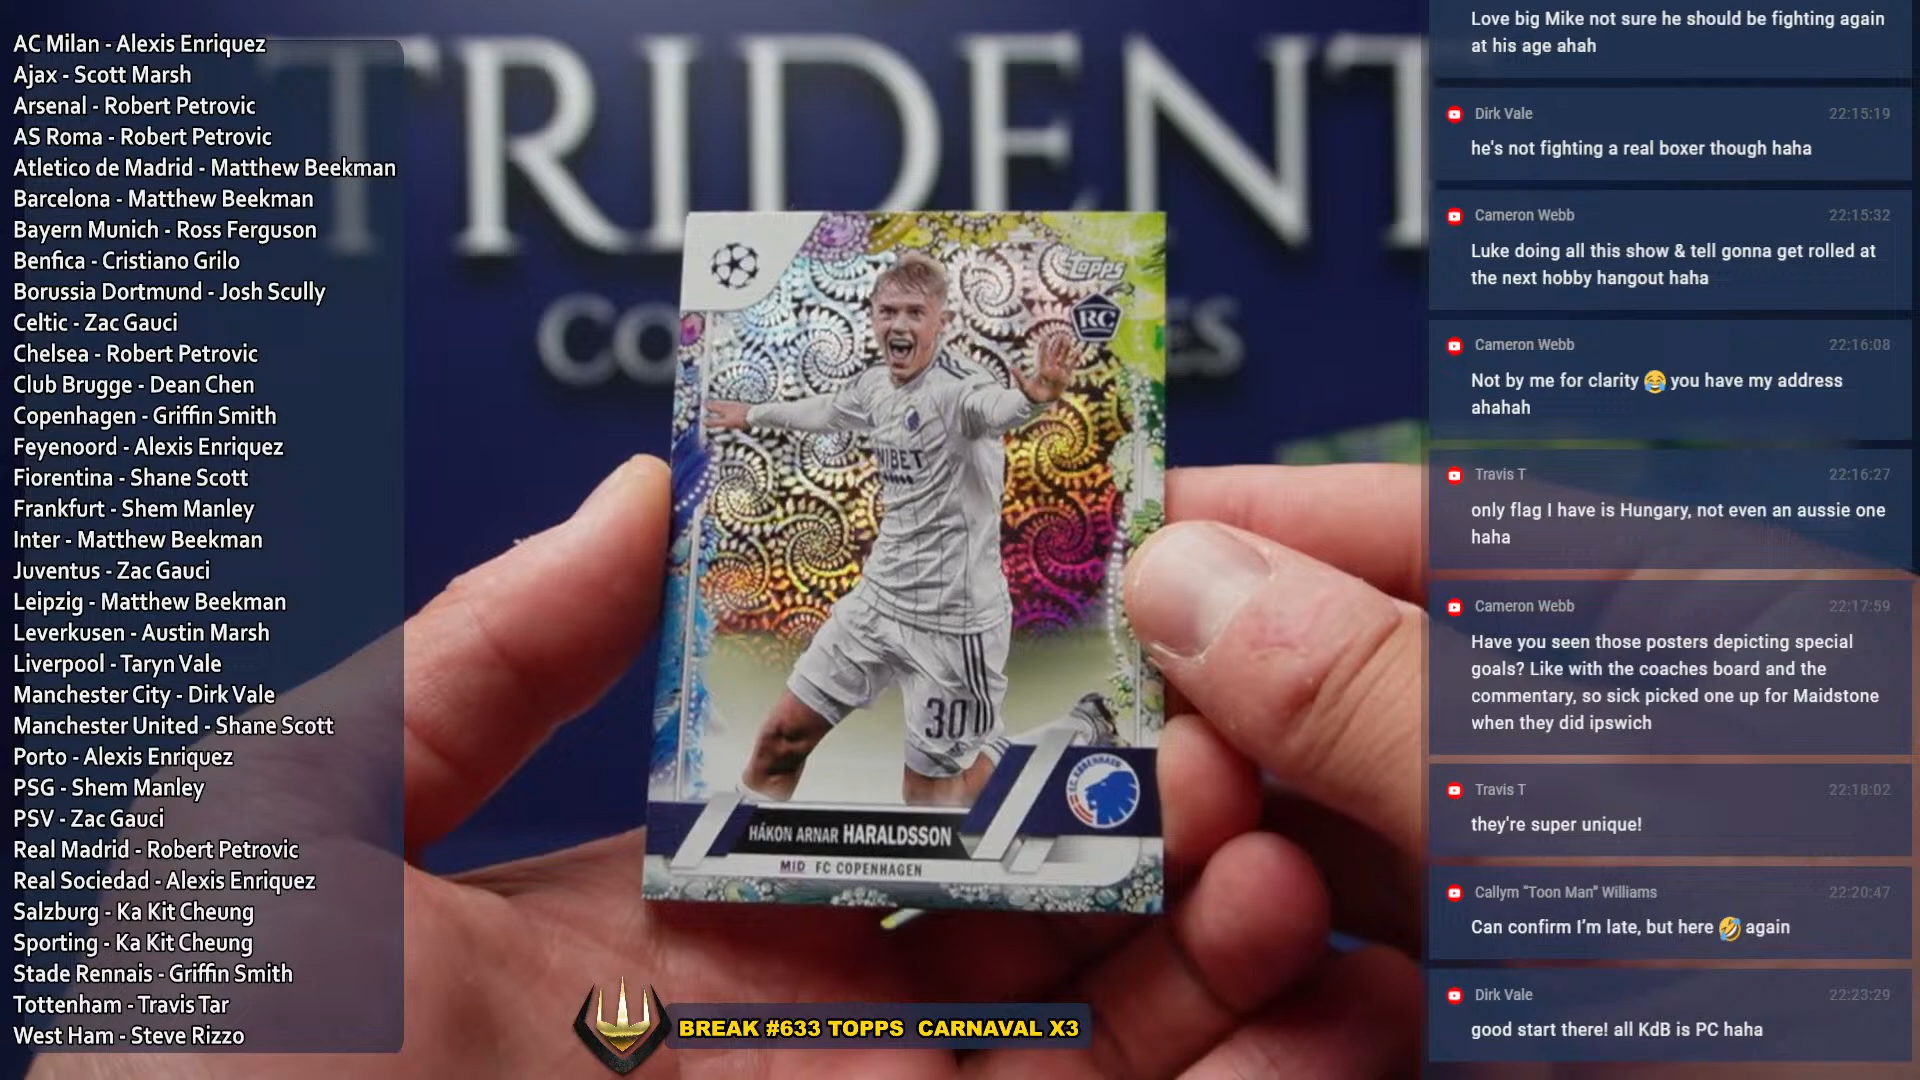 AC Milan - Alexis Enriquez
Ajax - Scott Marsh
Arsenal - Robert Petrovic
AS Roma - Robert Petrovic
Atletico de Madrid - Matthew Beekman
Barcelona - Matthew Beekman
Bayern Munich - Ross Ferguson
Benfica - Cristiano Grilo
Borussia Dortmund - Josh Scully
Celtic - Zac Gauci
Chelsea - Robert Petrovic
Club Brugge - Dean Chen
Copenhagen - Griffin Smith
Feyenoord - Alexis Enriquez
Fiorentina - Shane Scott
Frankfurt - Shem Manley
Inter - Matthew Beekman
Juventus - Zac Gauci
Leipzig - Matthew Beekman
Leverkusen - Austin Marsh
Liverpool - Taryn Vale
Manchester City - Dirk Vale
Manchester United - Shane Scott
Porto - Alexis Enriquez
PSG - Shem Manley
PSV - Zac Gauci
Real Madrid - Robert Petrovic
Real Sociedad - Alexis Enriquez
Salzburg - Ka Kit Cheung
Sporting - Ka Kit Cheung
Stade Rennais - Griffin Smith
Tottenham - Travis Tar
West Ham - Steve Rizzo
TRIDENT
topps
RC
30
F.C. KØBENHAVN
HÁKON ARNAR HARALDSSON
MID FC COPENHAGEN
BREAK #633 TOPPS CARNAVAL X3
Love big Mike not sure he should be fighting again
at his age ahah
Dirk Vale 22:15:19
he's not fighting a real boxer though haha
Cameron Webb 22:15:32
Luke doing all this show & tell gonna get rolled at
the next hobby hangout haha
Cameron Webb 22:16:08
Not by me for clarity 😂 you have my address
ahahah
Travis T 22:16:27
only flag I have is Hungary, not even an aussie one
haha
Cameron Webb 22:17:59
Have you seen those posters depicting special
goals? Like with the coaches board and the
commentary, so sick picked one up for Maidstone
when they did ipswich
Travis T 22:18:02
they're super unique!
Callym "Toon Man" Williams 22:20:47
Can confirm I'm late, but here 🤣 again
Dirk Vale 22:23:29
good start there! all KdB is PC haha